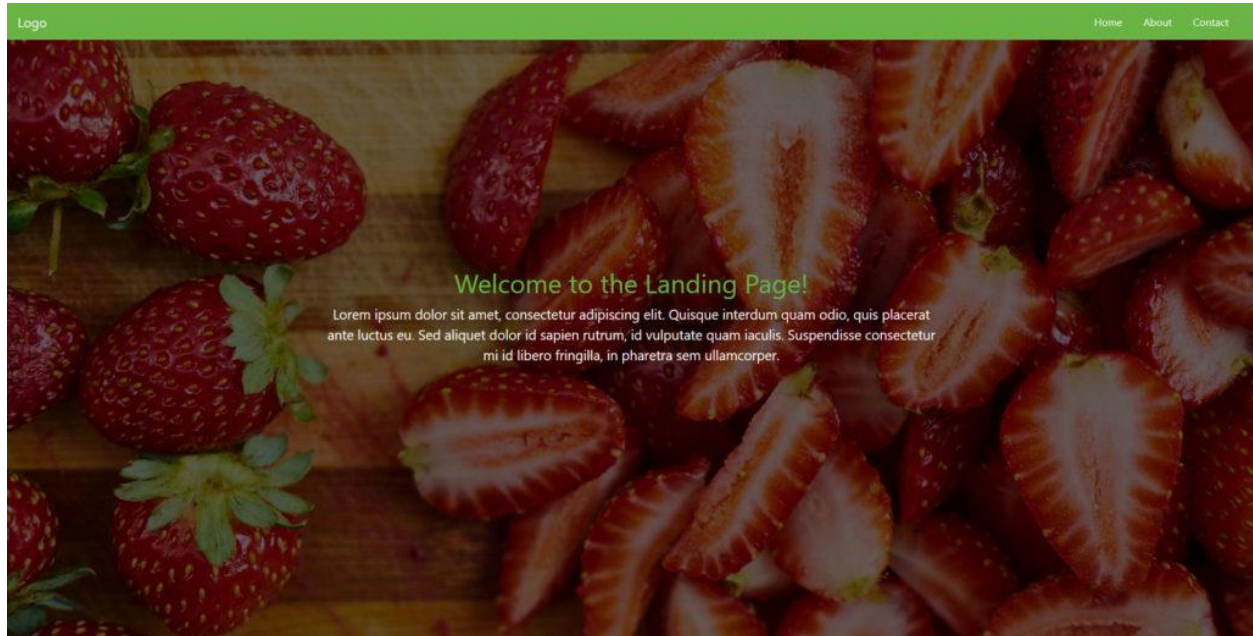 Logo
Home About Contact
Welcome to the Landing Page!
Lorem ipsum dolor sit amet, consectetur adipiscing elit. Quisque interdum quam odio, quis placerat
ante luctus eu. Sed aliquet dolor id sapien rutrum, id vulputate quam iaculis. Suspendisse consectetur
mi id libero fringilla, in pharetra sem ullamcorper.